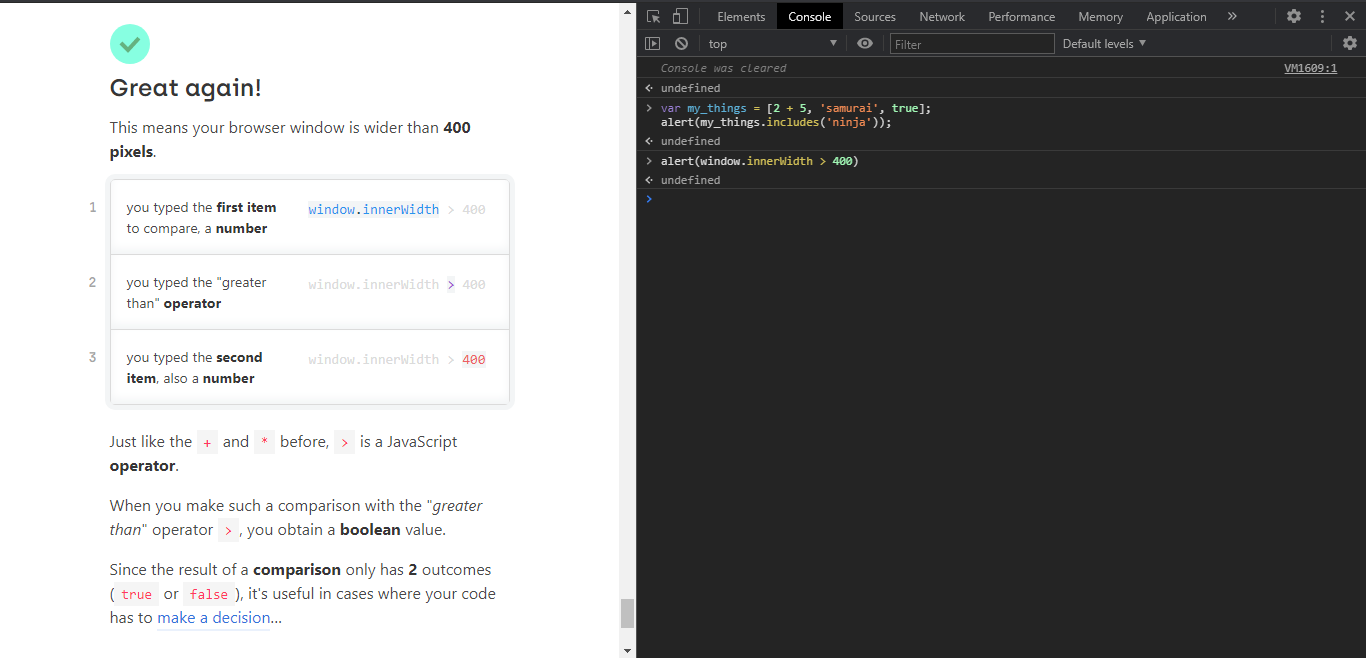 Great again!
This means your browser window is wider than 400
pixels.
1
you typed the first item
to compare, a number
window.innerWidth > 400
2
you typed the "greater
than" operator
window.innerWidth > 400
3
you typed the second
item, also a number
window.innerWidth > 400
Just like the + and * before, > is a JavaScript
operator.
When you make such a comparison with the "greater
than" operator > , you obtain a boolean value.
Since the result of a comparison only has 2 outcomes
( true or false ), it's useful in cases where your code
has to make a decision...
Elements Console Sources Network Performance Memory Application »
top Filter Default levels
Console was cleared VM1609:1
undefined
var my_things = [2 + 5, 'samurai', true];
alert(my_things.includes('ninja'));
undefined
alert(window.innerWidth > 400)
undefined